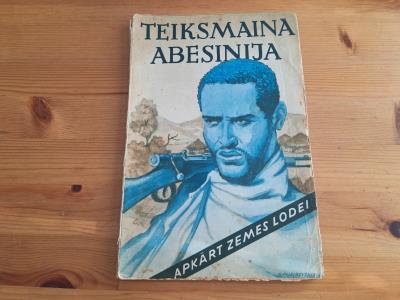 TEIKSMAINA
ABESINIJA
APKĀRT ZEMES LODEI